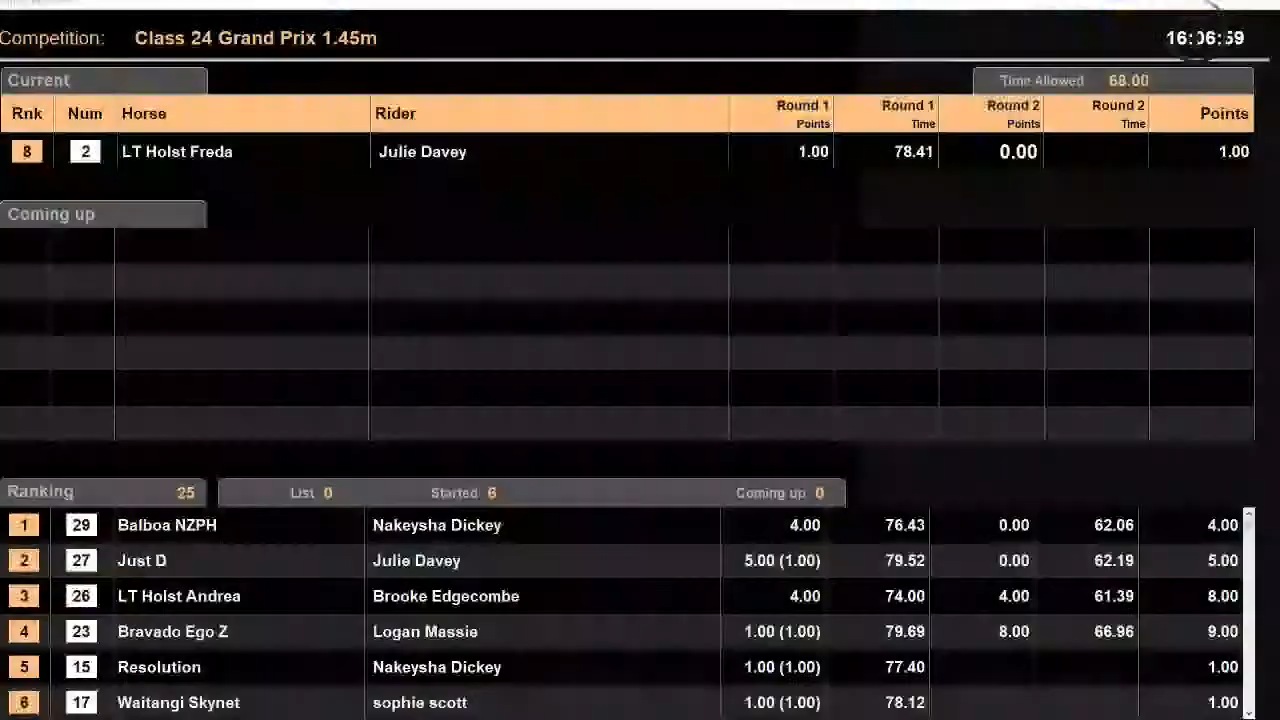 Competition: Class 24 Grand Prix 1.45m 16:06:59
Current Time Allowed 68.00
Rnk Num Horse Rider Round 1 Points Round 1 Time Round 2 Points Round 2 Time Points
8 2 LT Holst Freda Julie Davey 1.00 78.41 0.00 1.00
Coming up
Ranking 25 List 0 Started 6 Coming up 0
1 29 Balboa NZPH Nakeysha Dickey 4.00 76.43 0.00 62.06 4.00
2 27 Just D Julie Davey 5.00 (1.00) 79.52 0.00 62.19 5.00
3 26 LT Holst Andrea Brooke Edgecombe 4.00 74.00 4.00 61.39 8.00
4 23 Bravado Ego Z Logan Massie 1.00 (1.00) 79.69 8.00 66.96 9.00
5 15 Resolution Nakeysha Dickey 1.00 (1.00) 77.40 1.00
6 17 Waitangi Skynet sophie scott 1.00 (1.00) 78.12 1.00